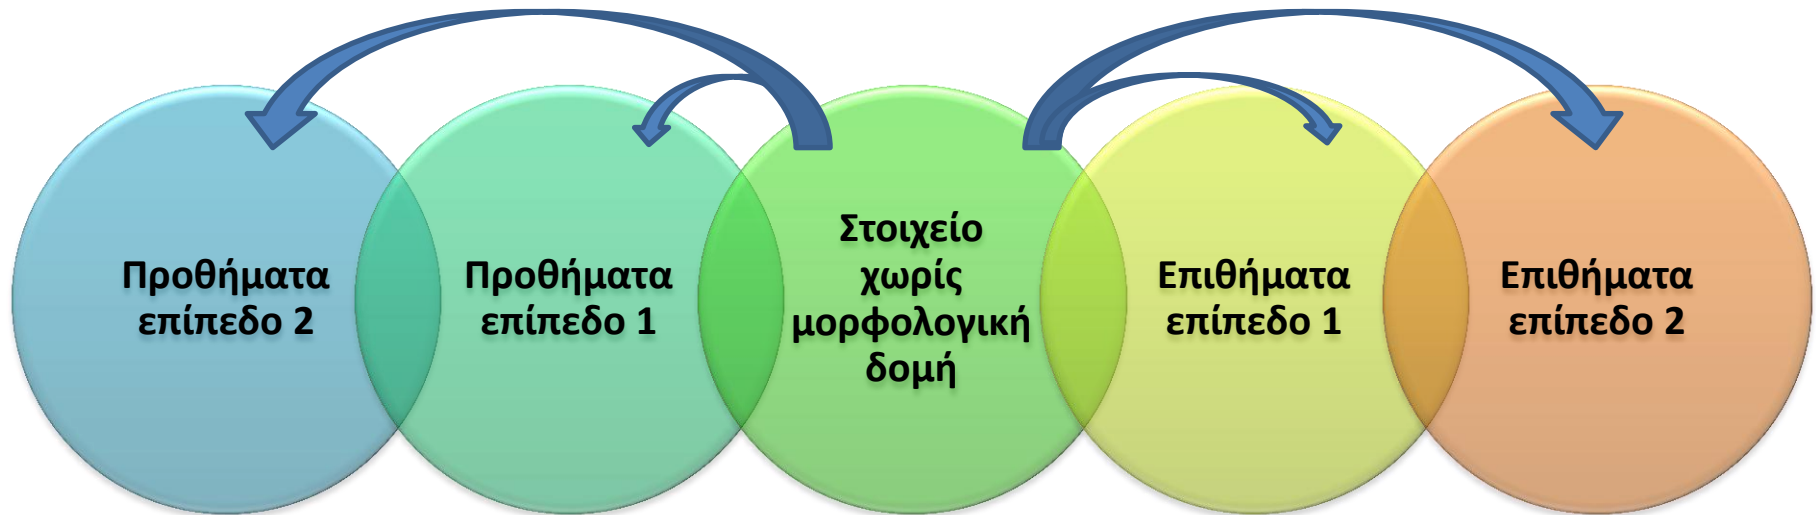 Προθήματα
επίπεδο 2
Προθήματα
επίπεδο 1
Στοιχείο
χωρίς
μορφολογική
δομή
Επιθήματα
επίπεδο 1
Επιθήματα
επίπεδο 2